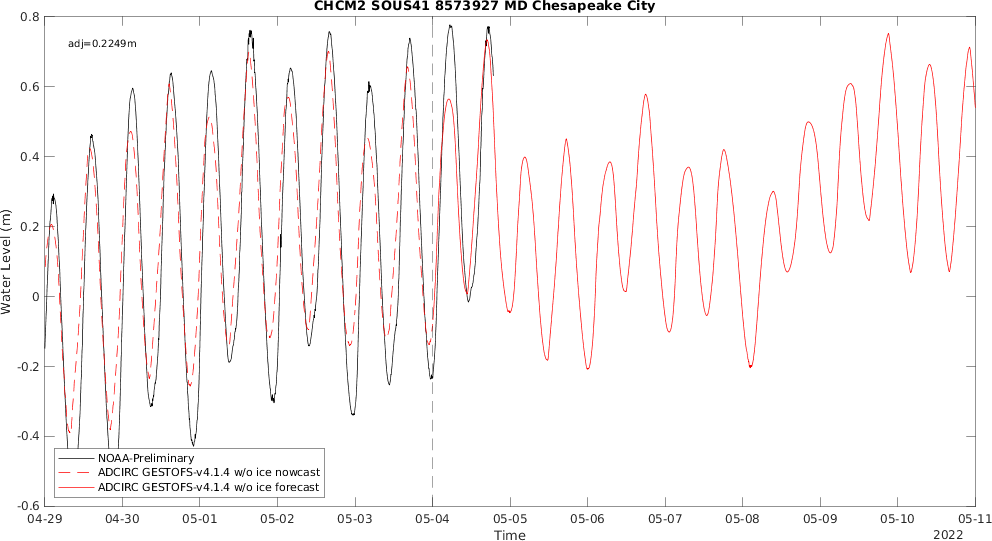 CHCM2 SOUS41 8573927 MD Chesapeake City
adj=0.2249m
0.8
0.6
0.4
0.2
0
-0.2
-0.4
-0.6
Water Level (m)
NOAA-Preliminary
ADCIRC GESTOFS-v4.1.4 w/o ice nowcast
ADCIRC GESTOFS-v4.1.4 w/o ice forecast
04-29 04-30 05-01 05-02 05-03 05-04 05-05 05-06 05-07 05-08 05-09 05-10 05-11
Time
2022